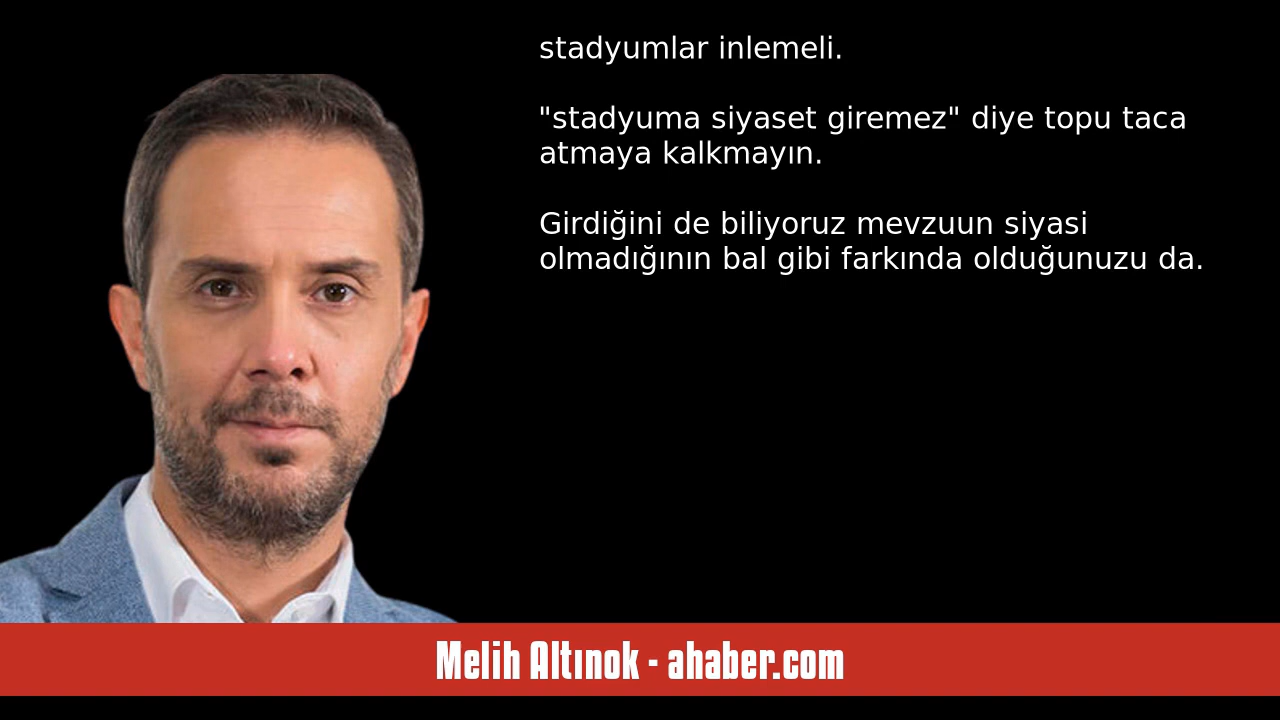 stadyumlar inlemeli.
"stadyuma siyaset giremez" diye topu taca
atmaya kalkmayın.
Girdiğini de biliyoruz mevzuun siyasi
olmadığının bal gibi farkında olduğunuzu da.
Melih Altınok - ahaber.com